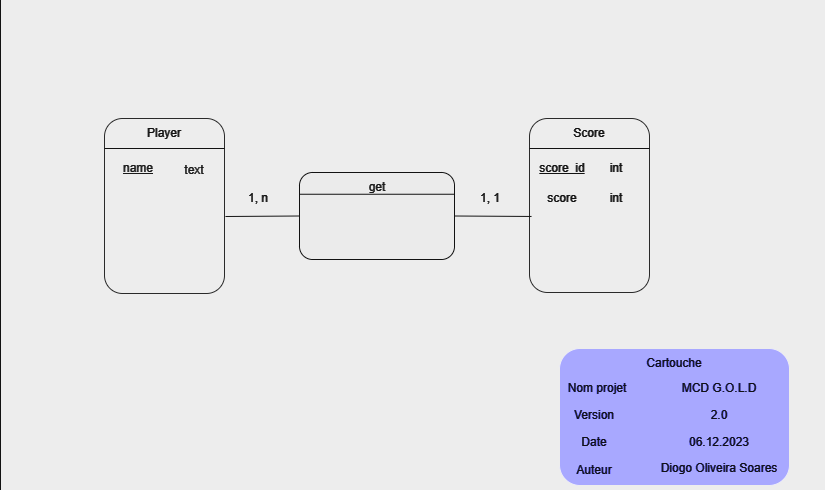 Player
name text
1, n
get
1, 1
Score
score_id int
score int
Cartouche
Nom projet MCD G.O.L.D
Version 2.0
Date 06.12.2023
Auteur Diogo Oliveira Soares